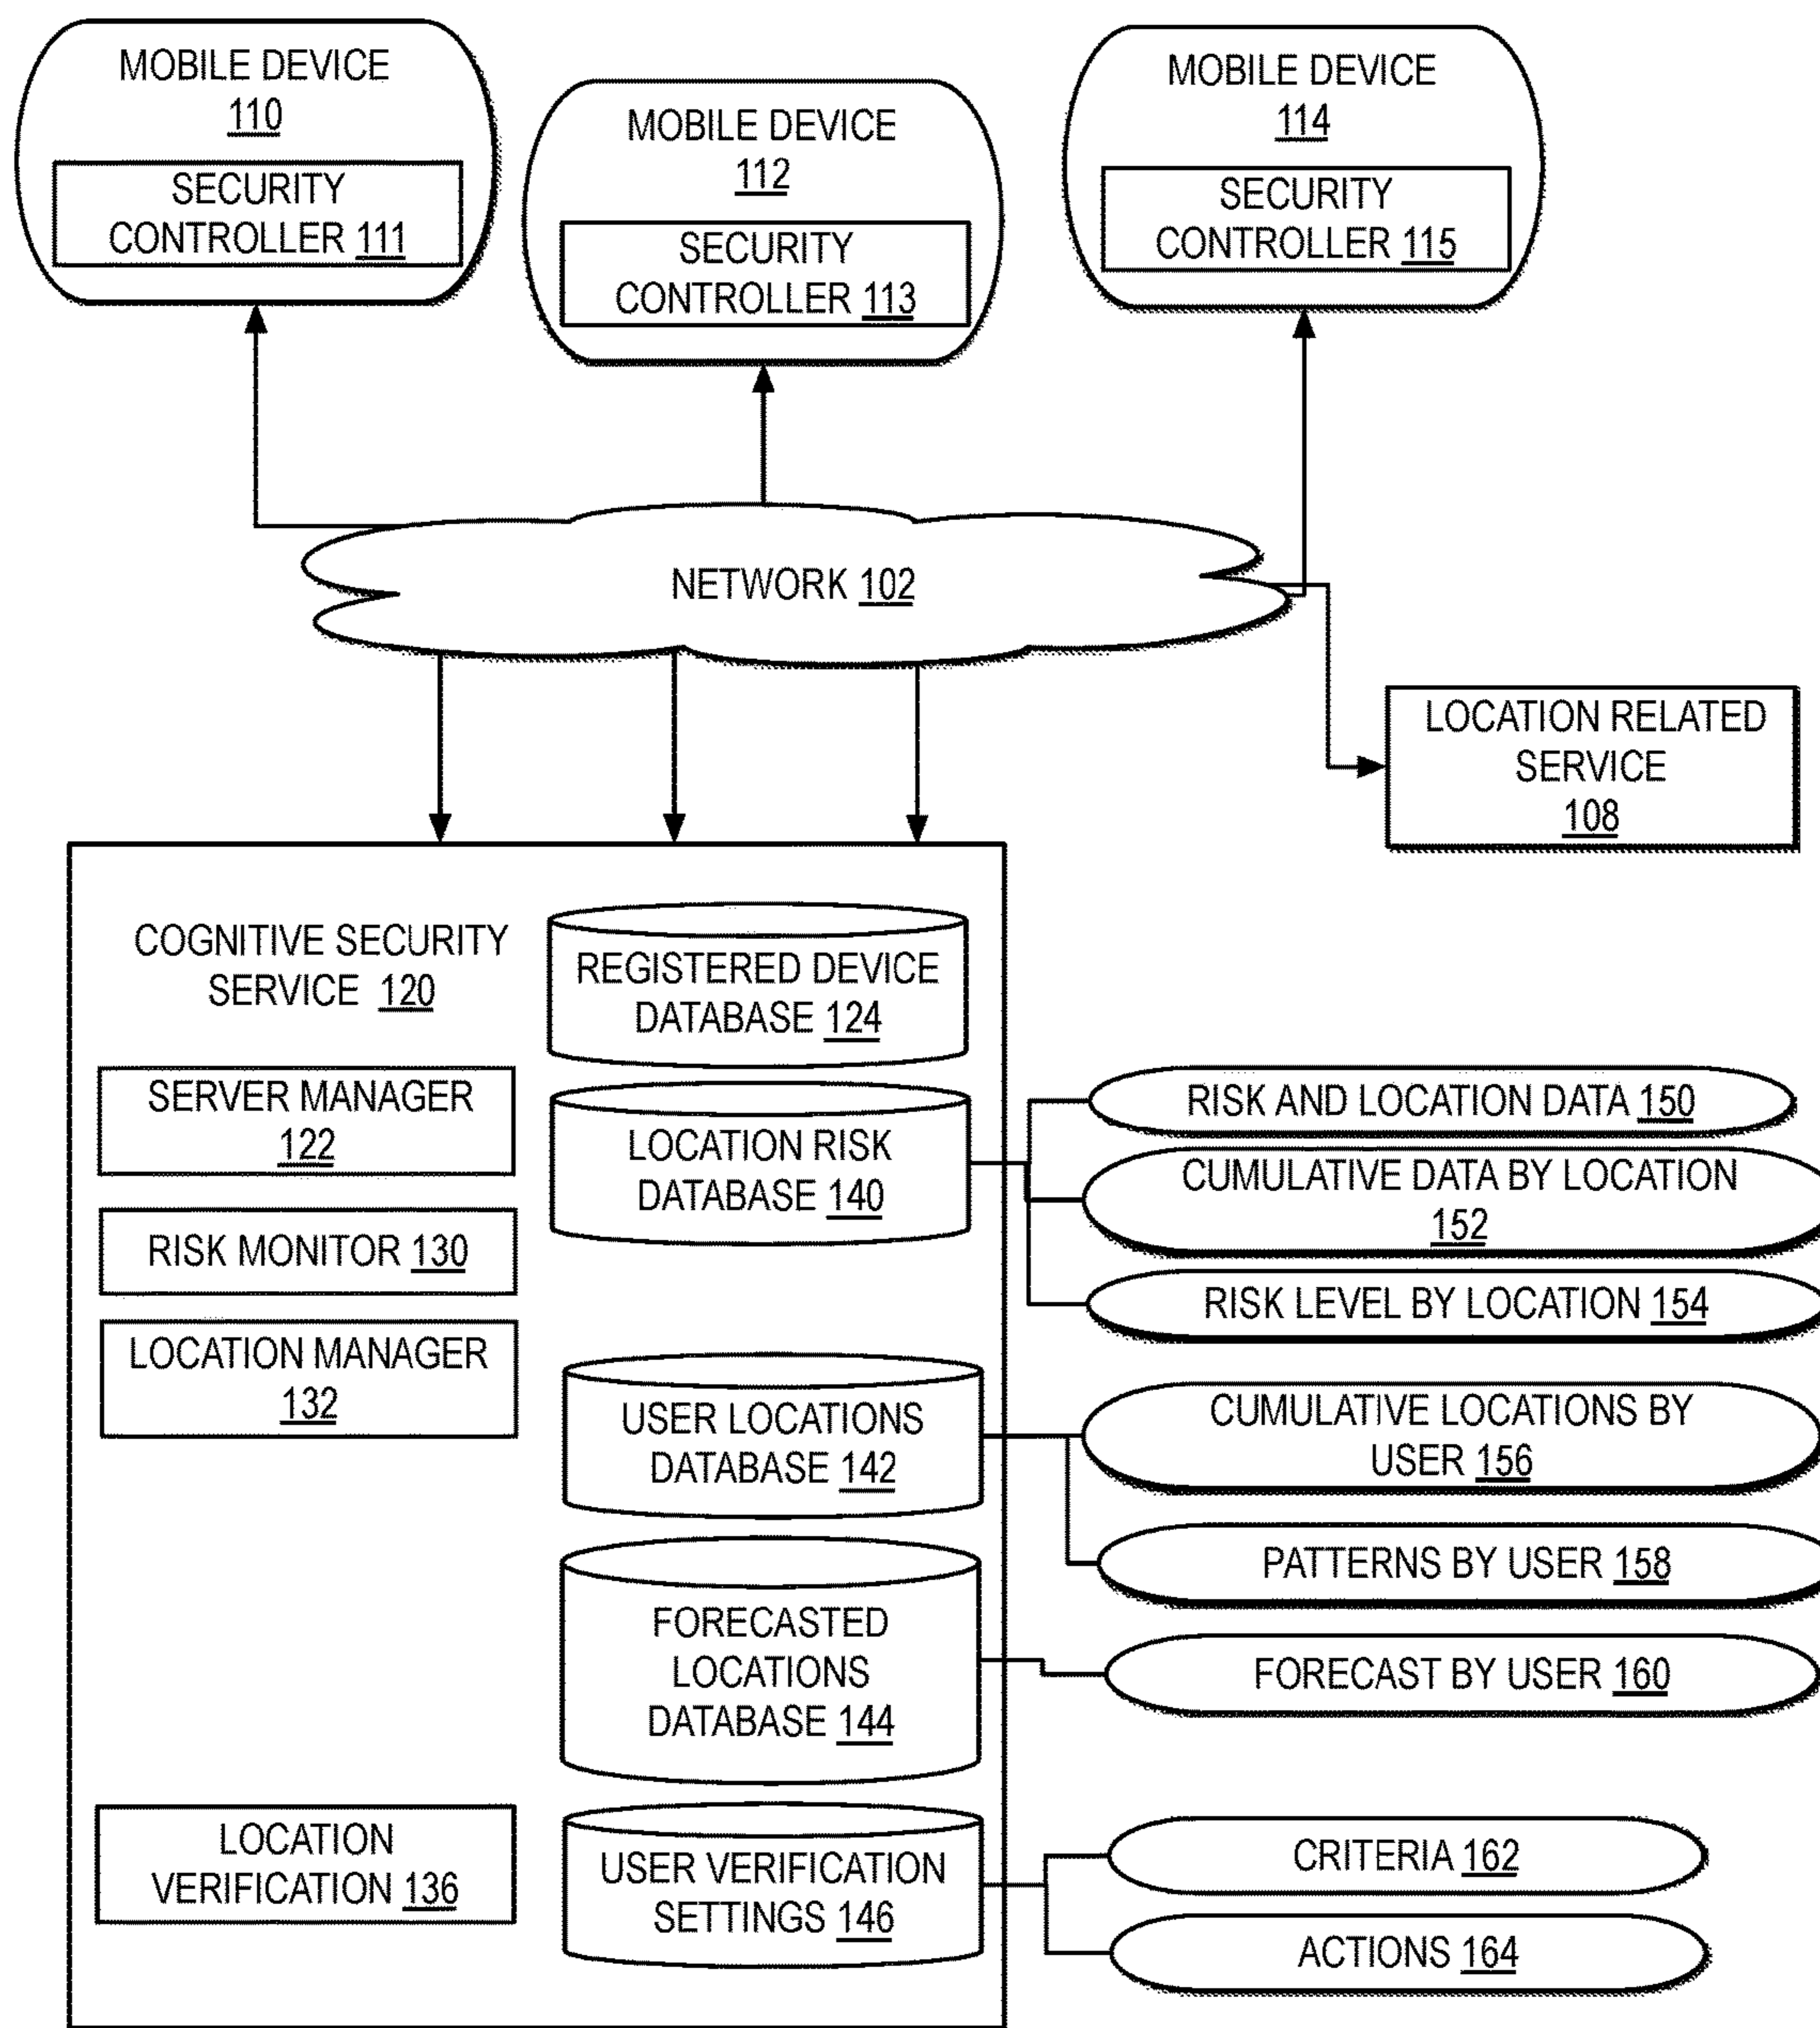 MOBILE DEVICE
110
SECURITY
CONTROLLER 111
MOBILE DEVICE
112
SECURITY
CONTROLLER 113
MOBILE DEVICE
114
SECURITY
CONTROLLER 115
NETWORK 102
LOCATION RELATED
SERVICE
108
COGNITIVE SECURITY
SERVICE 120
SERVER MANAGER
122
RISK MONITOR 130
LOCATION MANAGER
132
LOCATION
VERIFICATION 136
REGISTERED DEVICE
DATABASE 124
LOCATION RISK
DATABASE 140
USER LOCATIONS
DATABASE 142
FORECASTED
LOCATIONS
DATABASE 144
USER VERIFICATION
SETTINGS 146
RISK AND LOCATION DATA 150
CUMULATIVE DATA BY LOCATION
152
RISK LEVEL BY LOCATION 154
CUMULATIVE LOCATIONS BY
USER 156
PATTERNS BY USER 158
FORECAST BY USER 160
CRITERIA 162
ACTIONS 164